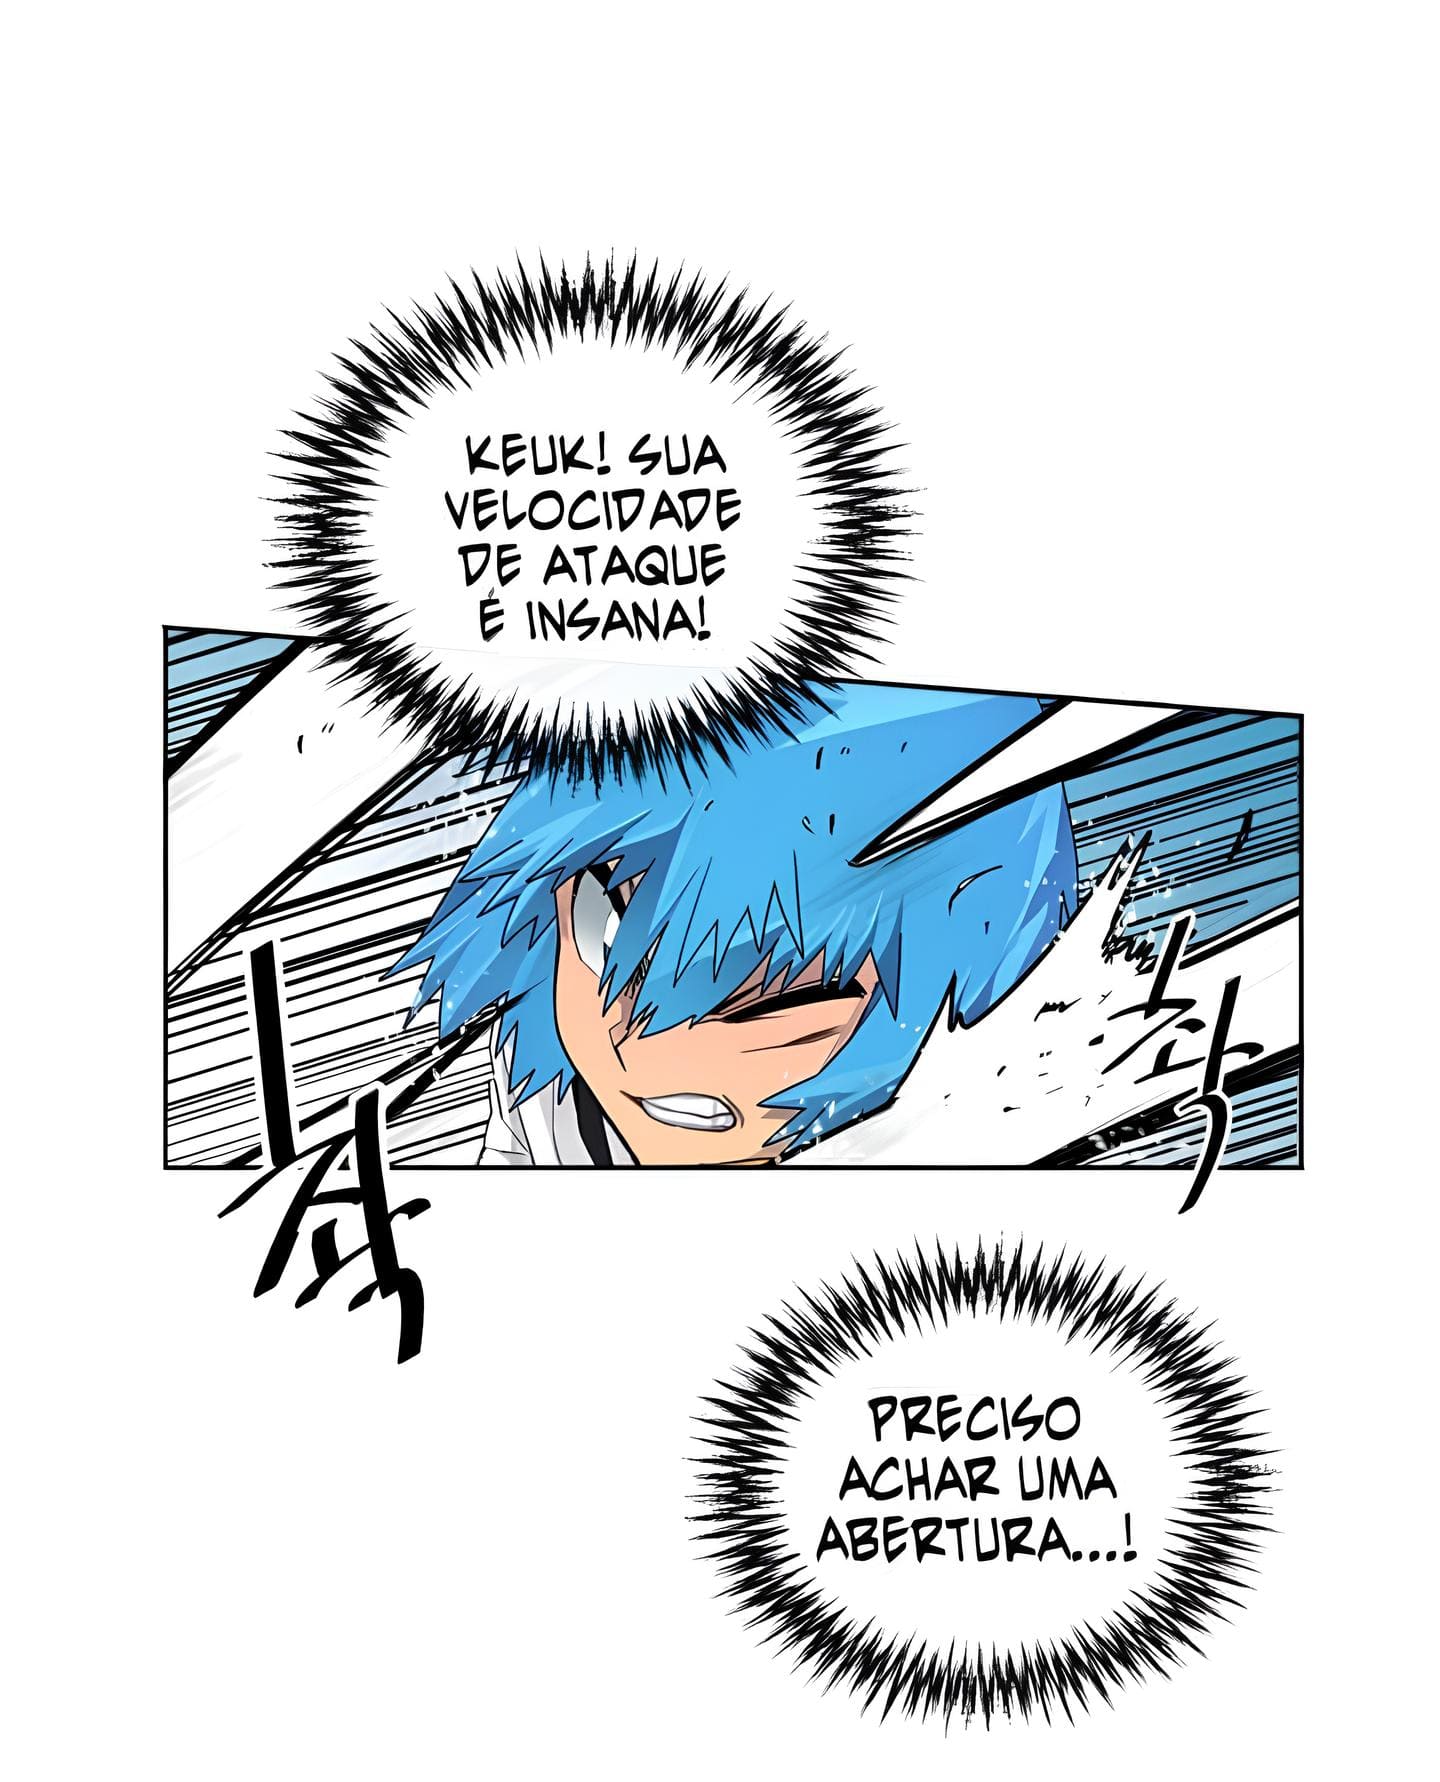 KEUK! SUA
VELOCIDADE
DE ATAQUE
É INSANA!
PRECISO
ACHAR UMA
ABERTURA...!